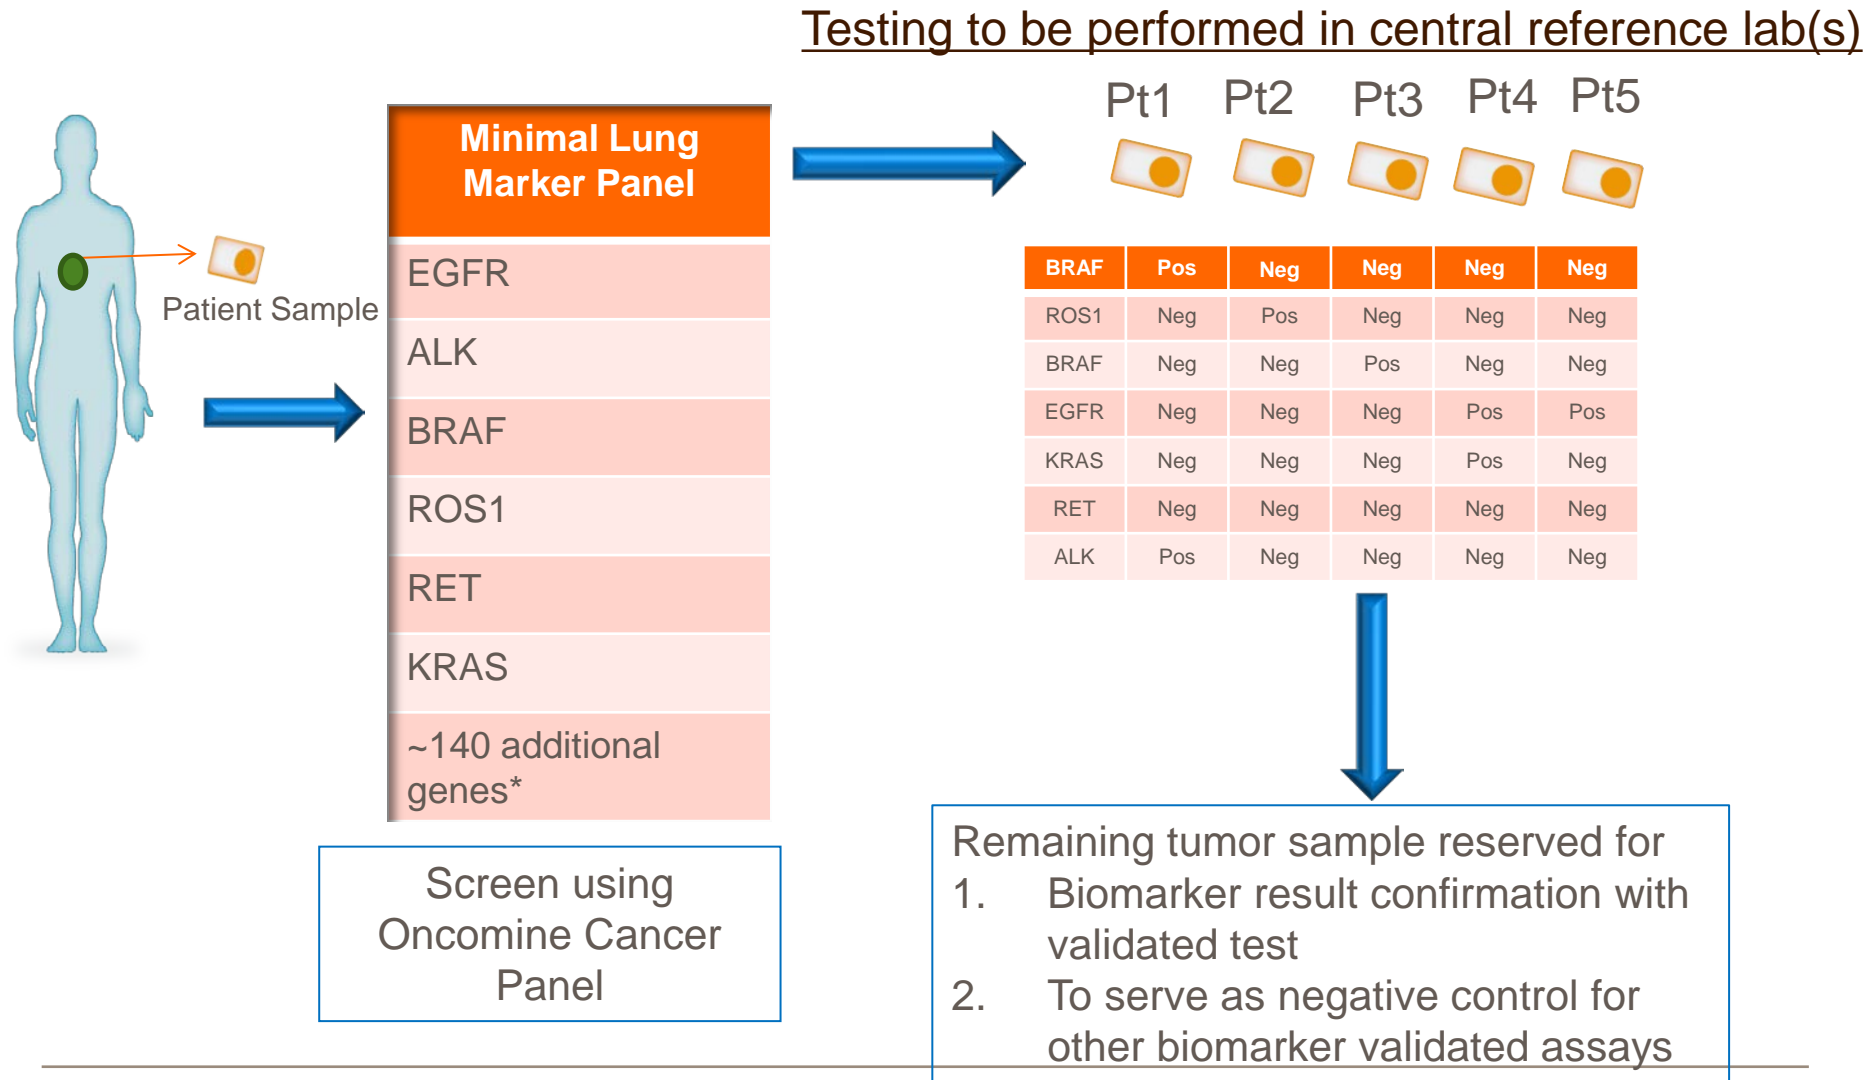 Testing to be performed in central reference lab(s)
Pt1 Pt2 Pt3 Pt4 Pt5
Patient Sample
Minimal Lung
Marker Panel
EGFR
ALK
BRAF
ROS1
RET
KRAS
~140 additional
genes*
Screen using
Oncomine Cancer
Panel
BRAF Pos Neg Neg Neg Neg
ROS1 Neg Pos Neg Neg Neg
BRAF Neg Neg Pos Neg Neg
EGFR Neg Neg Neg Pos Pos
KRAS Neg Neg Neg Pos Neg
RET Neg Neg Neg Neg Neg
ALK Pos Neg Neg Neg Neg
Remaining tumor sample reserved for
1. Biomarker result confirmation with
validated test
2. To serve as negative control for
other biomarker validated assays